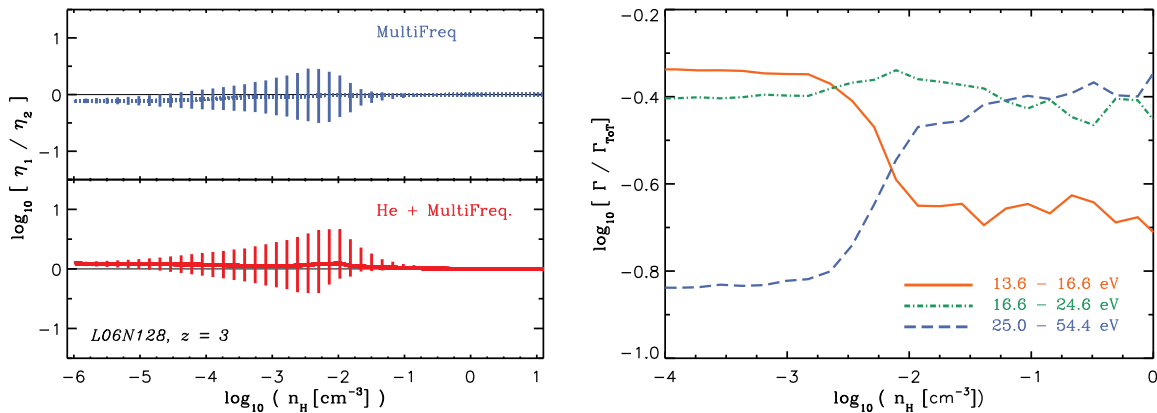 MultiFreq
1
0
-1
He + MultiFreq.
1
0
-1
L06N128, z = 3
-6 -5 -4 -3 -2 -1 0 1
log₁₀ ( n_H [cm⁻³] )
log₁₀ [ η₁ / η₂ ]
-0.2
-0.4
-0.6
-0.8
-1.0
log₁₀ [ Γ / Γ_ToT ]
13.6 − 16.6 eV
16.6 − 24.6 eV
25.0 − 54.4 eV
-4 -3 -2 -1 0
log₁₀ ( n_H [cm⁻³])